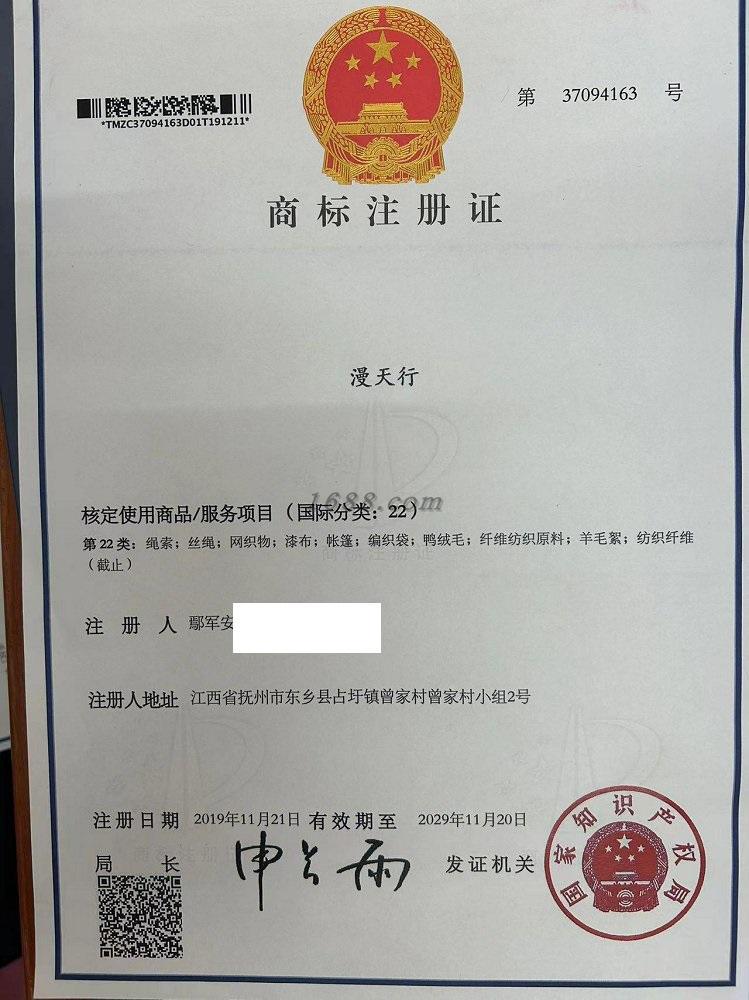 第 37094163 号
*TMZC37094163D01T191211*
商标注册证
漫天行
1688.com
核定使用商品/服务项目（国际分类：22）
第 22 类：绳索；丝绳；网织物；漆布；帐篷；编织袋；鸭绒毛；纤维纺织原料；羊毛絮；纺织纤维
（截止）
注册人 鄢军安
注册人地址 江西省抚州市东乡县占圩镇曾家村曾家村小组2号
注册日期 2019年11月21日 有效期至 2029年11月20日
局长 申长雨 发证机关
国家知识产权局